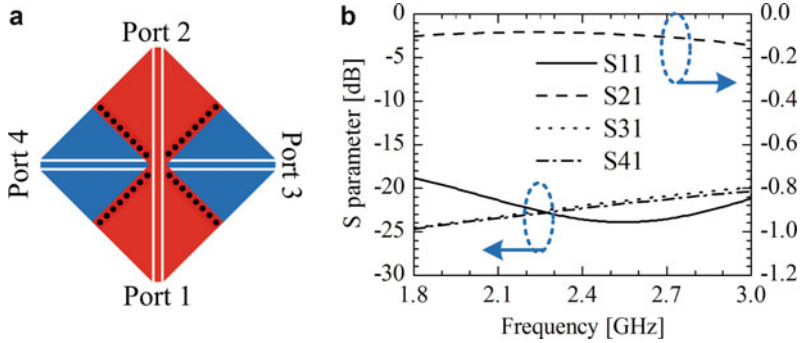 a
Port 2
Port 4
Port 3
Port 1
b
S parameter [dB]
0
-5
-10
-15
-20
-25
-30
S11
S21
S31
S41
0.0
-0.2
-0.4
-0.6
-0.8
-1.0
-1.2
1.8 2.1 2.4 2.7 3.0
Frequency [GHz]